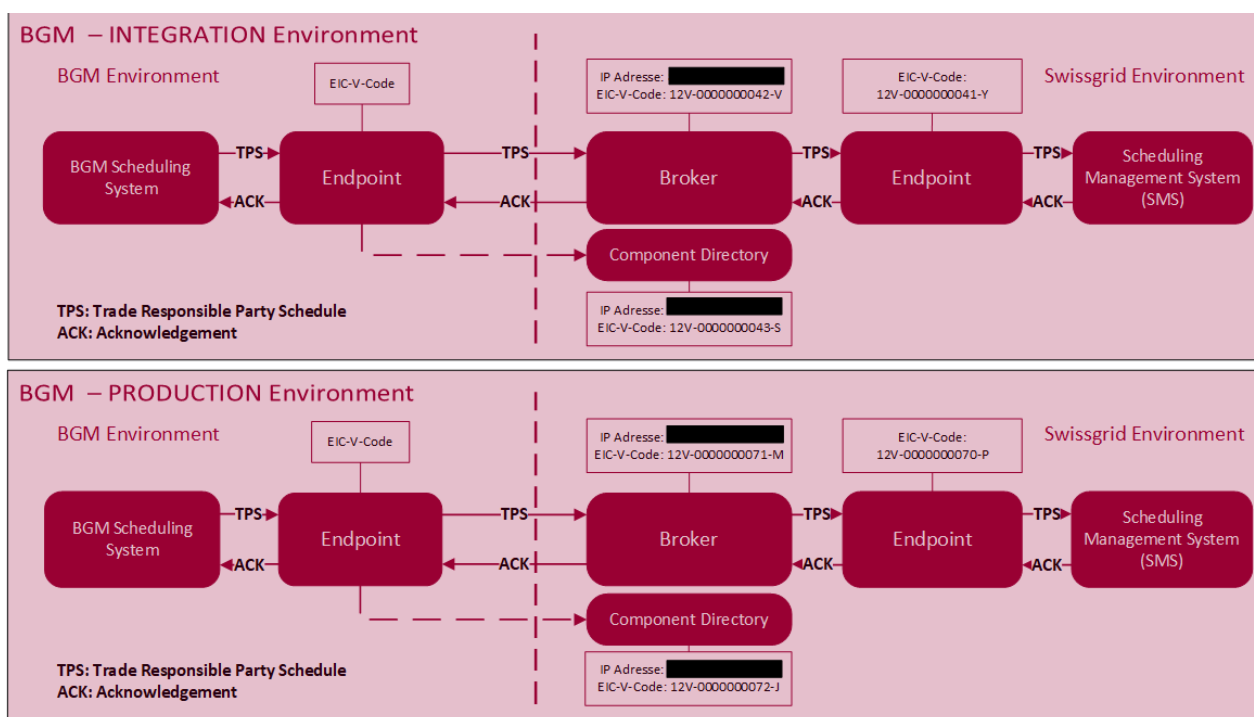 BGM – INTEGRATION Environment
BGM Environment
Swissgrid Environment
EIC-V-Code
IP Adresse:
EIC-V-Code: 12V-0000000042-V
EIC-V-Code:
12V-0000000041-Y
BGM Scheduling
System
TPS
ACK
Endpoint
TPS
ACK
Broker
TPS
ACK
Endpoint
TPS
ACK
Scheduling
Management System
(SMS)
Component Directory
IP Adresse:
EIC-V-Code: 12V-0000000043-S
TPS: Trade Responsible Party Schedule
ACK: Acknowledgement
BGM – PRODUCTION Environment
BGM Environment
Swissgrid Environment
EIC-V-Code
IP Adresse:
EIC-V-Code: 12V-0000000071-M
EIC-V-Code:
12V-0000000070-P
BGM Scheduling
System
TPS
ACK
Endpoint
TPS
ACK
Broker
TPS
ACK
Endpoint
TPS
ACK
Scheduling
Management System
(SMS)
Component Directory
IP Adresse:
EIC-V-Code: 12V-0000000072-J
TPS: Trade Responsible Party Schedule
ACK: Acknowledgement